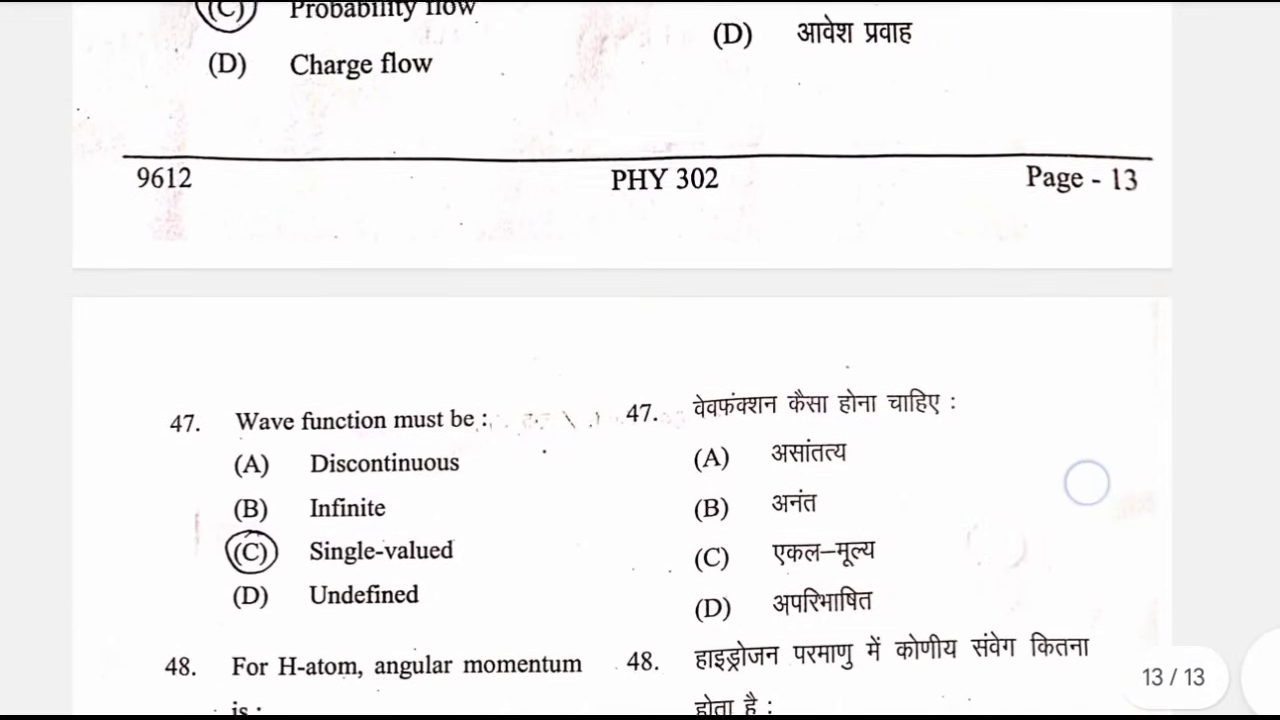 (C) Probability flow
(D) Charge flow
(D) आवेश प्रवाह
9612 PHY 302 Page - 13
47. Wave function must be :
(A) Discontinuous
(B) Infinite
(C) Single-valued
(D) Undefined
48. For H-atom, angular momentum
is :
47. वेवफंक्शन कैसा होना चाहिए :
(A) असांतत्य
(B) अनंत
(C) एकल–मूल्य
(D) अपरिभाषित
48. हाइड्रोजन परमाणु में कोणीय संवेग कितना
होता है :
13 / 13